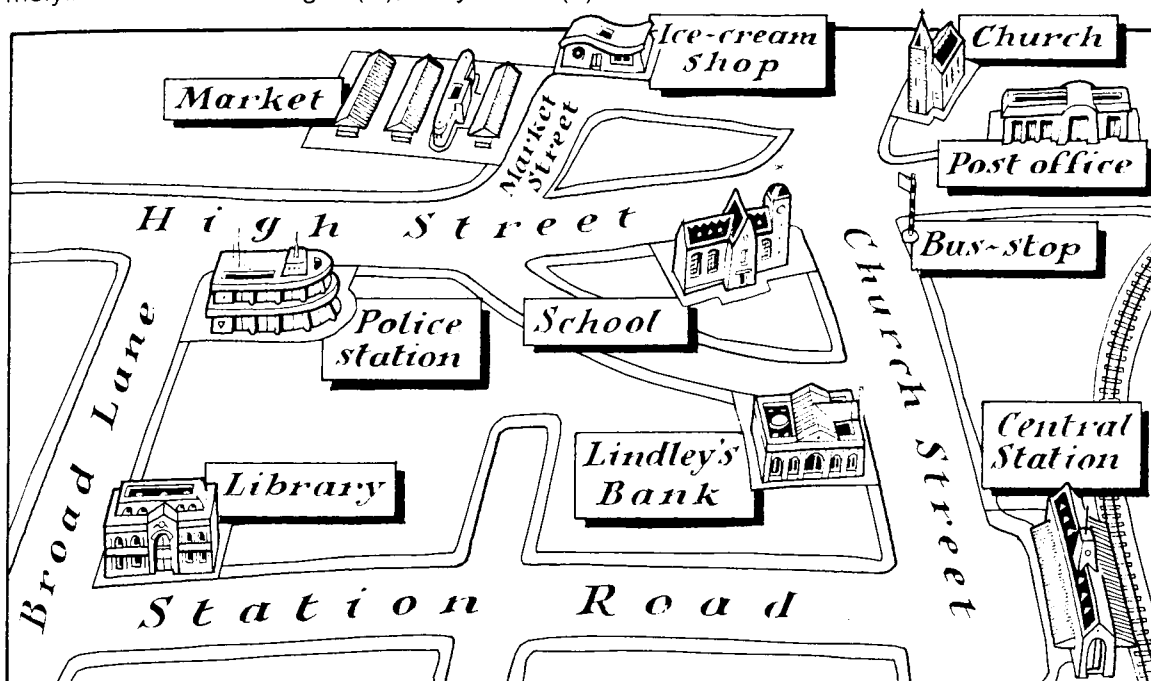 Ice-cream
shop
Church
Market
Market
Street
Post office
High Street
Bus-stop
Church Street
School
Police
station
Broad Lane
Central
Station
Lindley's
Bank
Library
Station Road